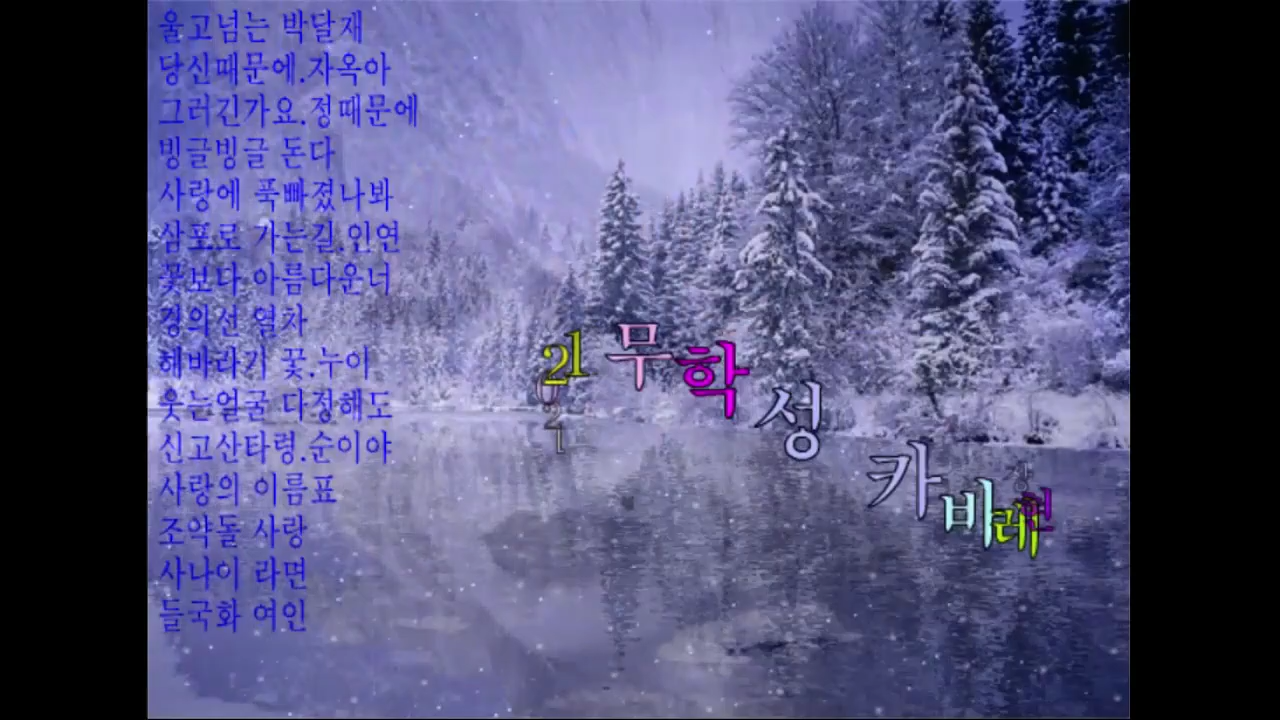 울고넘는 박달재
당신때문에.자옥아
그러긴가요.정때문에
빙글빙글 돈다
사랑에 푹빠졌나봐
삼포로 가는길.인연
꽃보다 아름다운너
경의선 열차
해바라기 꽃.누이
웃는얼굴 다정해도
신고산타령.순이야
사랑의 이름표
조약돌 사랑
사나이 라면
들국화 여인
무학성
카바레